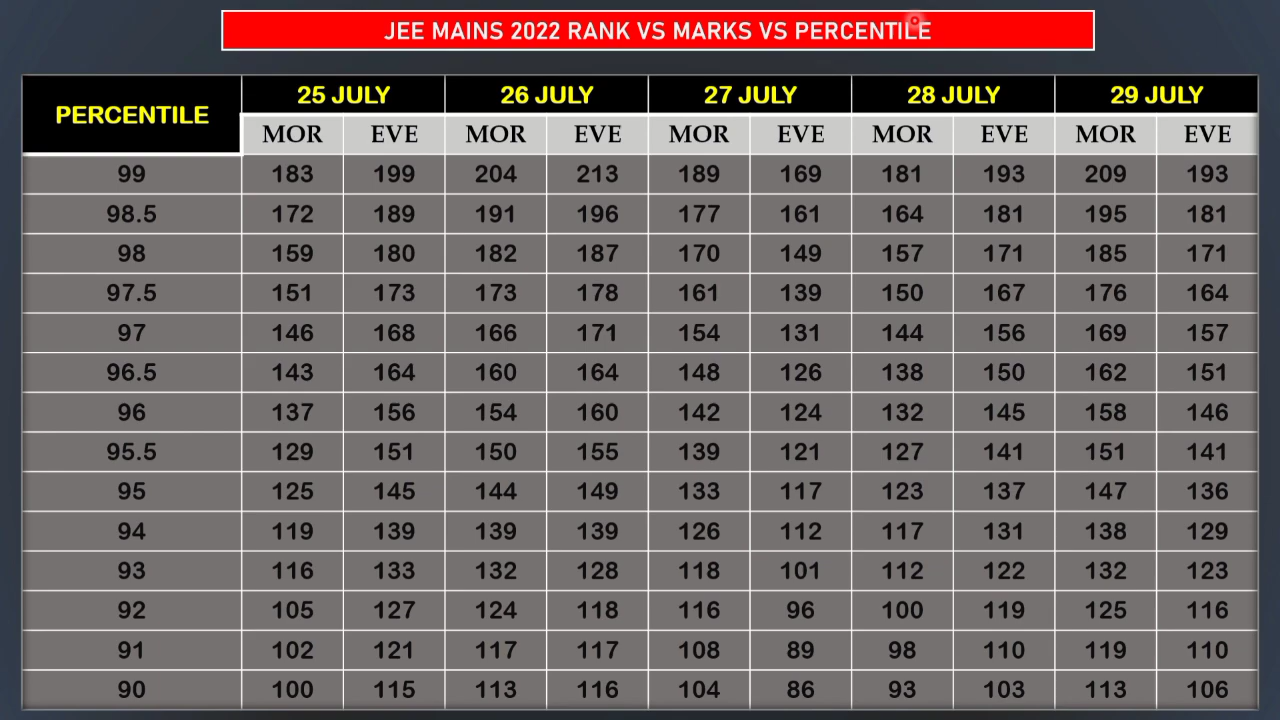 JEE MAINS 2022 RANK VS MARKS VS PERCENTILE
PERCENTILE 25 JULY 26 JULY 27 JULY 28 JULY 29 JULY
MOR EVE MOR EVE MOR EVE MOR EVE MOR EVE
99 183 199 204 213 189 169 181 193 209 193
98.5 172 189 191 196 177 161 164 181 195 181
98 159 180 182 187 170 149 157 171 185 171
97.5 151 173 173 178 161 139 150 167 176 164
97 146 168 166 171 154 131 144 156 169 157
96.5 143 164 160 164 148 126 138 150 162 151
96 137 156 154 160 142 124 132 145 158 146
95.5 129 151 150 155 139 121 127 141 151 141
95 125 145 144 149 133 117 123 137 147 136
94 119 139 139 139 126 112 117 131 138 129
93 116 133 132 128 118 101 112 122 132 123
92 105 127 124 118 116 96 100 119 125 116
91 102 121 117 117 108 89 98 110 119 110
90 100 115 113 116 104 86 93 103 113 106